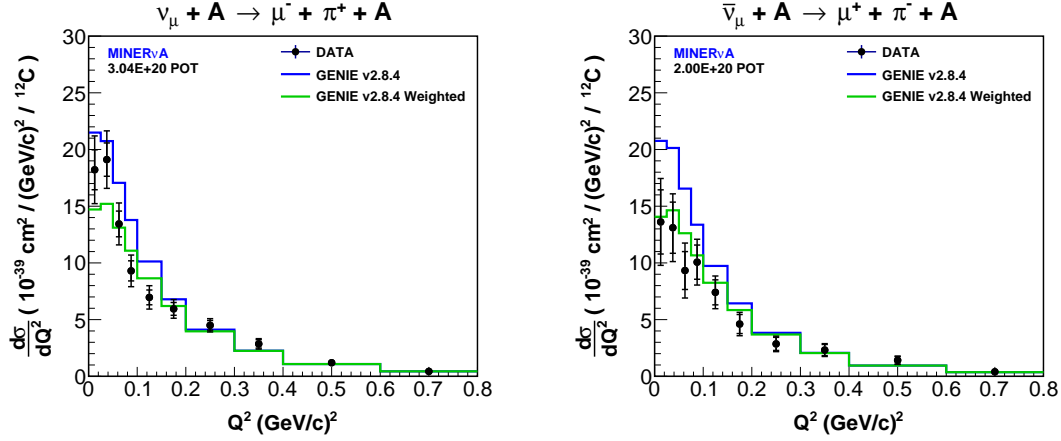 νμ + A → μ- + π+ + A
30
25
20
15
10
5
0
dσ/dQ² ( 10⁻³⁹ cm² / (GeV/c)² / ¹²C )
MINERνA
3.04E+20 POT
DATA
GENIE v2.8.4
GENIE v2.8.4 Weighted
0 0.1 0.2 0.3 0.4 0.5 0.6 0.7 0.8
Q² (GeV/c)²
ν̄μ + A → μ+ + π- + A
30
25
20
15
10
5
0
dσ/dQ² ( 10⁻³⁹ cm² / (GeV/c)² / ¹²C )
MINERνA
2.00E+20 POT
DATA
GENIE v2.8.4
GENIE v2.8.4 Weighted
0 0.1 0.2 0.3 0.4 0.5 0.6 0.7 0.8
Q² (GeV/c)²